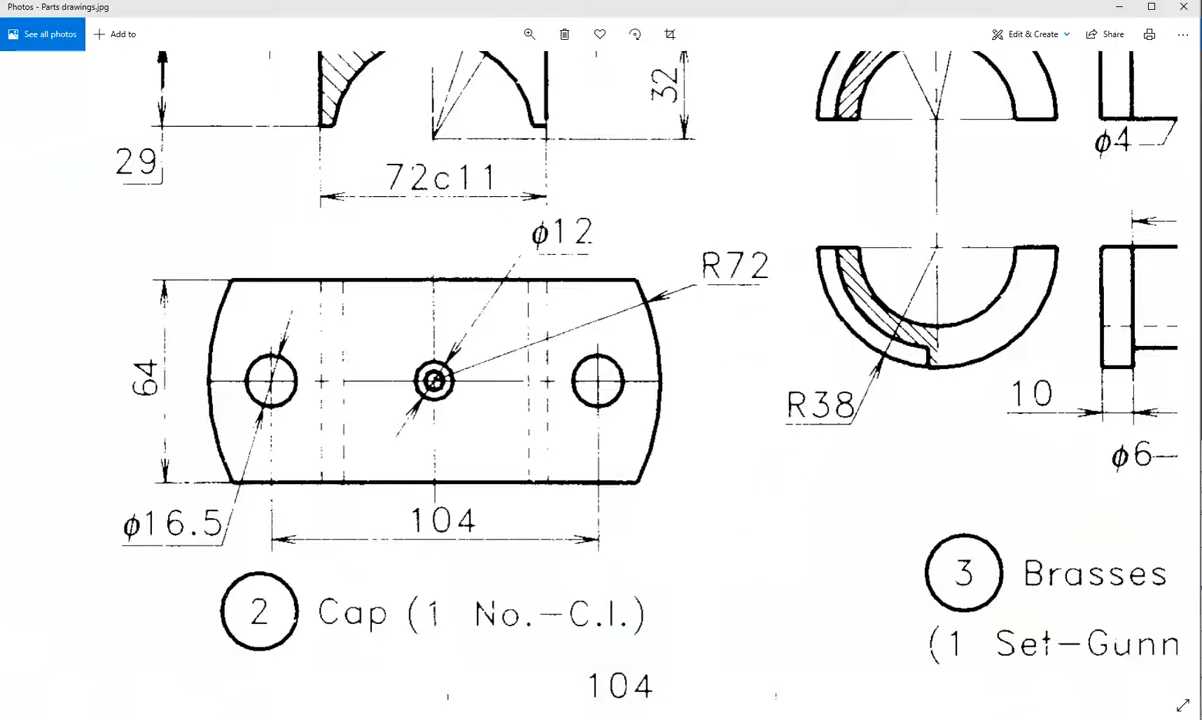 Photos - Parts drawings.jpg
See all photos
Add to
Edit & Create
Share
29
72c11
32
ϕ12
R72
ϕ4
64
R38
10
ϕ6
ϕ16.5
104
2 Cap (1 No.-C.I.)
3 Brasses
(1 Set-Gunn
104